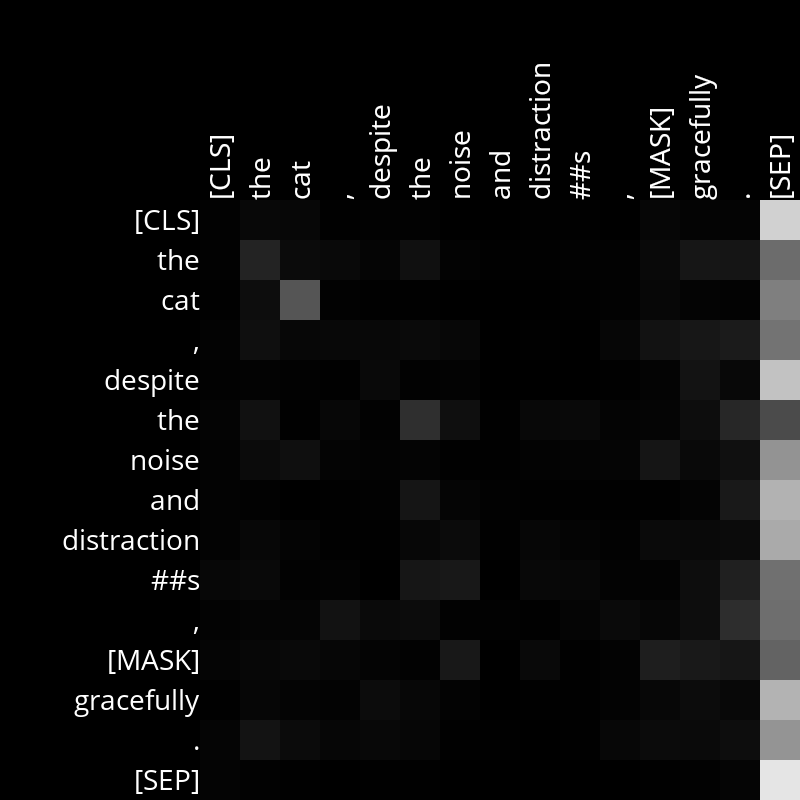 [CLS] the cat , despite the noise and distraction ##s , [MASK] gracefully . [SEP]
[CLS]
the
cat
,
despite
the
noise
and
distraction
##s
,
[MASK]
gracefully
.
[SEP]